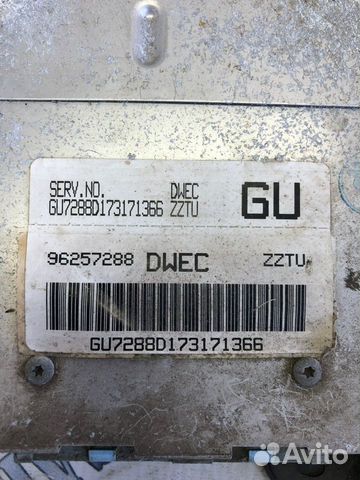 SERV.NO. DWEC GU
GU7288D173171366 ZZTU
96257288 DWEC ZZTU
GU7288D173171366
Avito